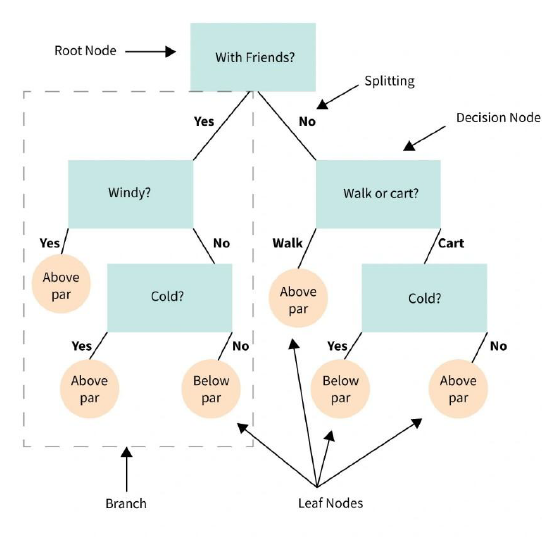 Root Node
With Friends?
Splitting
Yes
No
Decision Node
Windy?
Walk or cart?
Yes
No
Walk
Cart
Above
par
Cold?
Above
par
Cold?
Yes
No
Yes
No
Above
par
Below
par
Below
par
Above
par
Branch
Leaf Nodes